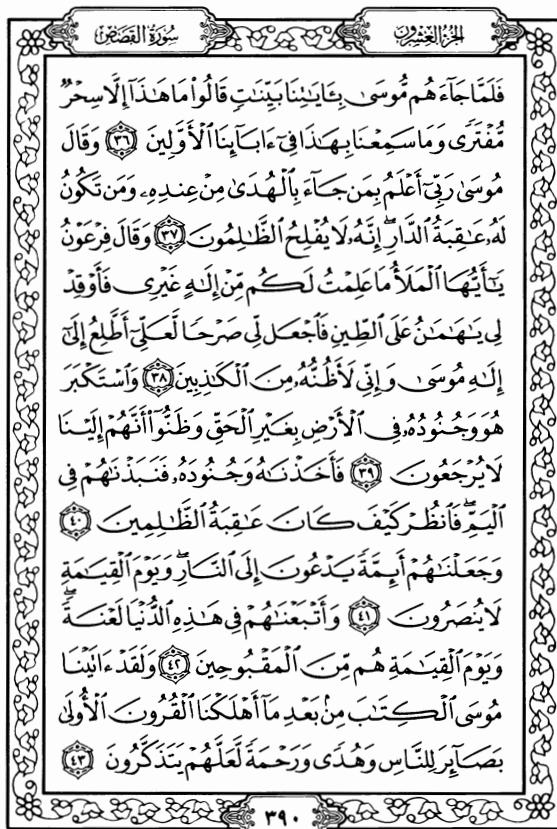 سُورَةُ القَصَصِ
الجُزْءُ العِشْرُونَ
فَلَمَّا جَآءَهُم مُّوسَىٰ بِـَٔايَـٰتِنَا بَيِّنَـٰتٍ قَالُوا۟ مَا هَـٰذَآ إِلَّا سِحْرٌ
مُّفْتَرًى وَمَا سَمِعْنَا بِهَـٰذَا فِىٓ ءَابَآئِنَا ٱلْأَوَّلِينَ ٣٦ وَقَالَ
مُوسَىٰ رَبِّىٓ أَعْلَمُ بِمَن جَآءَ بِٱلْهُدَىٰ مِنْ عِندِهِۦ وَمَن تَكُونُ
لَهُۥ عَـٰقِبَةُ ٱلدَّارِ ۖ إِنَّهُۥ لَا يُفْلِحُ ٱلظَّـٰلِمُونَ ٣٧ وَقَالَ فِرْعَوْنُ
يَـٰٓأَيُّهَا ٱلْمَلَأُ مَا عَلِمْتُ لَكُم مِّنْ إِلَـٰهٍ غَيْرِى فَأَوْقِدْ
لِى يَـٰهَـٰمَـٰنُ عَلَى ٱلطِّينِ فَٱجْعَل لِّى صَرْحًا لَّعَلِّىٓ أَطَّلِعُ إِلَىٰٓ
إِلَـٰهِ مُوسَىٰ وَإِنِّى لَأَظُنُّهُۥ مِنَ ٱلْكَـٰذِبِينَ ٣٨ وَٱسْتَكْبَرَ
هُوَ وَجُنُودُهُۥ فِى ٱلْأَرْضِ بِغَيْرِ ٱلْحَقِّ وَظَنُّوٓا۟ أَنَّهُمْ إِلَيْنَا
لَا يُرْجَعُونَ ٣٩ فَأَخَذْنَـٰهُ وَجُنُودَهُۥ فَنَبَذْنَـٰهُمْ فِى
ٱلْيَمِّ ۖ فَٱنظُرْ كَيْفَ كَانَ عَـٰقِبَةُ ٱلظَّـٰلِمِينَ ٤٠
وَجَعَلْنَـٰهُمْ أَئِمَّةً يَدْعُونَ إِلَى ٱلنَّارِ ۖ وَيَوْمَ ٱلْقِيَـٰمَةِ
لَا يُنصَرُونَ ٤١ وَأَتْبَعْنَـٰهُمْ فِى هَـٰذِهِ ٱلدُّنْيَا لَعْنَةً ۖ
وَيَوْمَ ٱلْقِيَـٰمَةِ هُم مِّنَ ٱلْمَقْبُوحِينَ ٤٢ وَلَقَدْ ءَاتَيْنَا
مُوسَى ٱلْكِتَـٰبَ مِنۢ بَعْدِ مَآ أَهْلَكْنَا ٱلْقُرُونَ ٱلْأُولَىٰ
بَصَآئِرَ لِلنَّاسِ وَهُدًى وَرَحْمَةً لَّعَلَّهُمْ يَتَذَكَّرُونَ ٤٣
٣٩٠